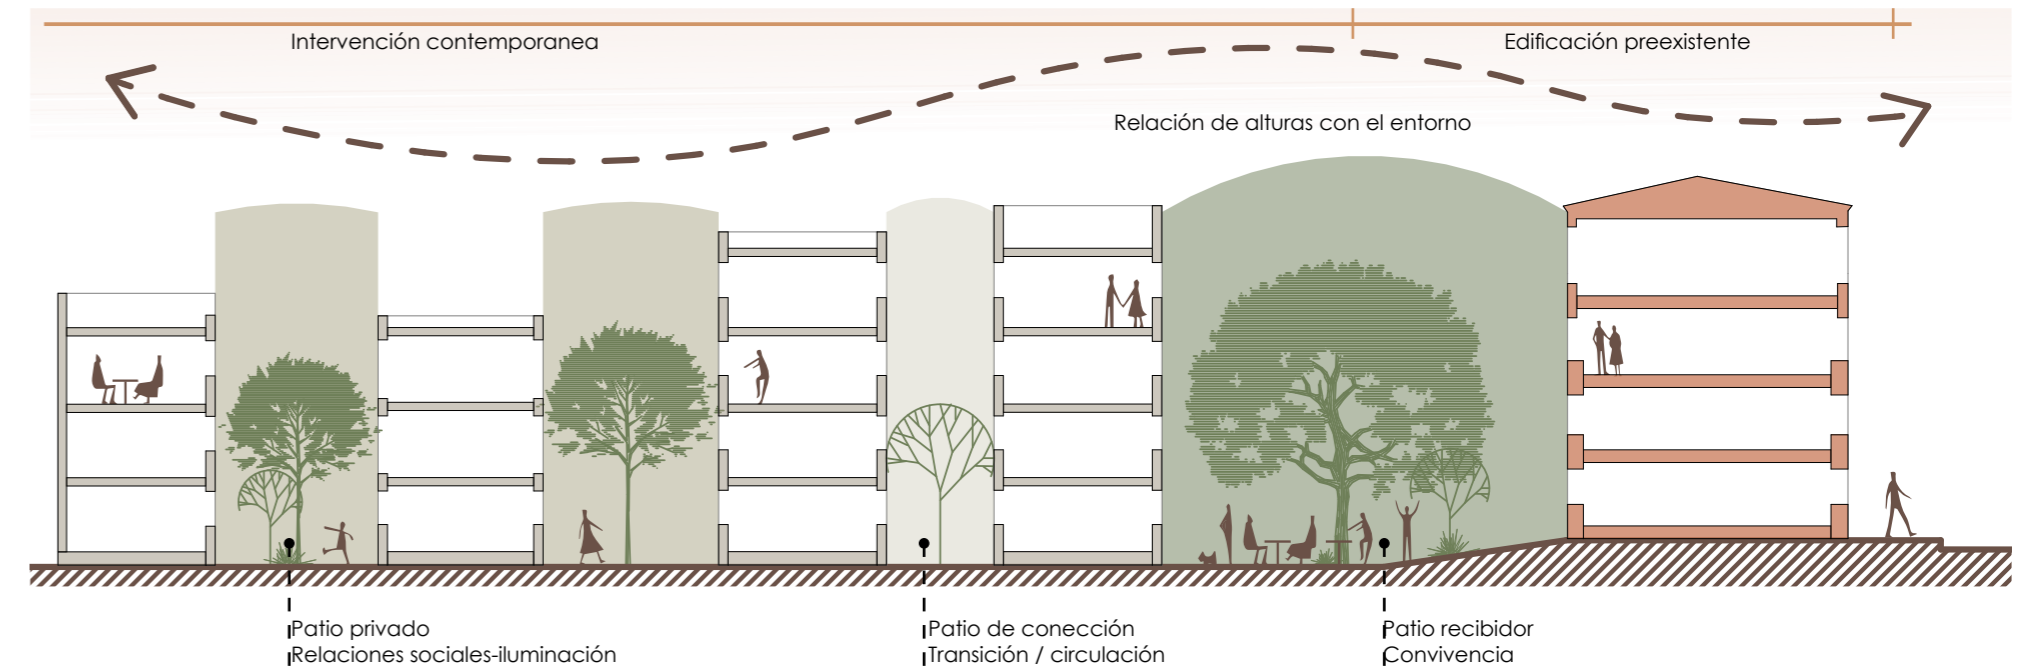 Intervención contemporanea
Edificación preexistente
Relación de alturas con el entorno
Patio privado
Relaciones sociales-iluminación
Patio de conección
Transición / circulación
Patio recibidor
Convivencia